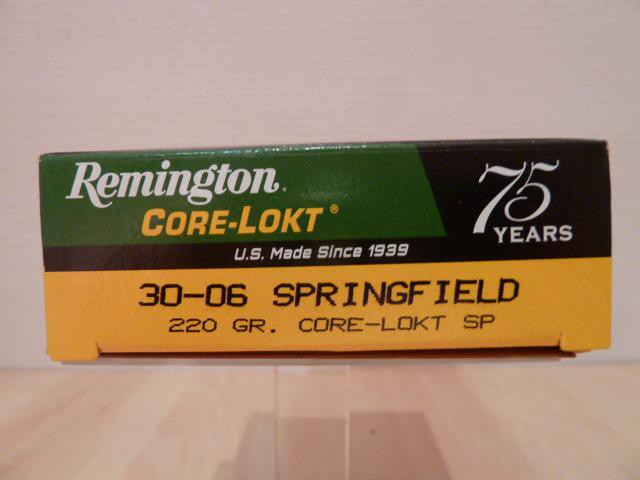 Remington.
CORE-LOKT®
U.S. Made Since 1939
75
YEARS
30-06 SPRINGFIELD
220 GR. CORE-LOKT SP